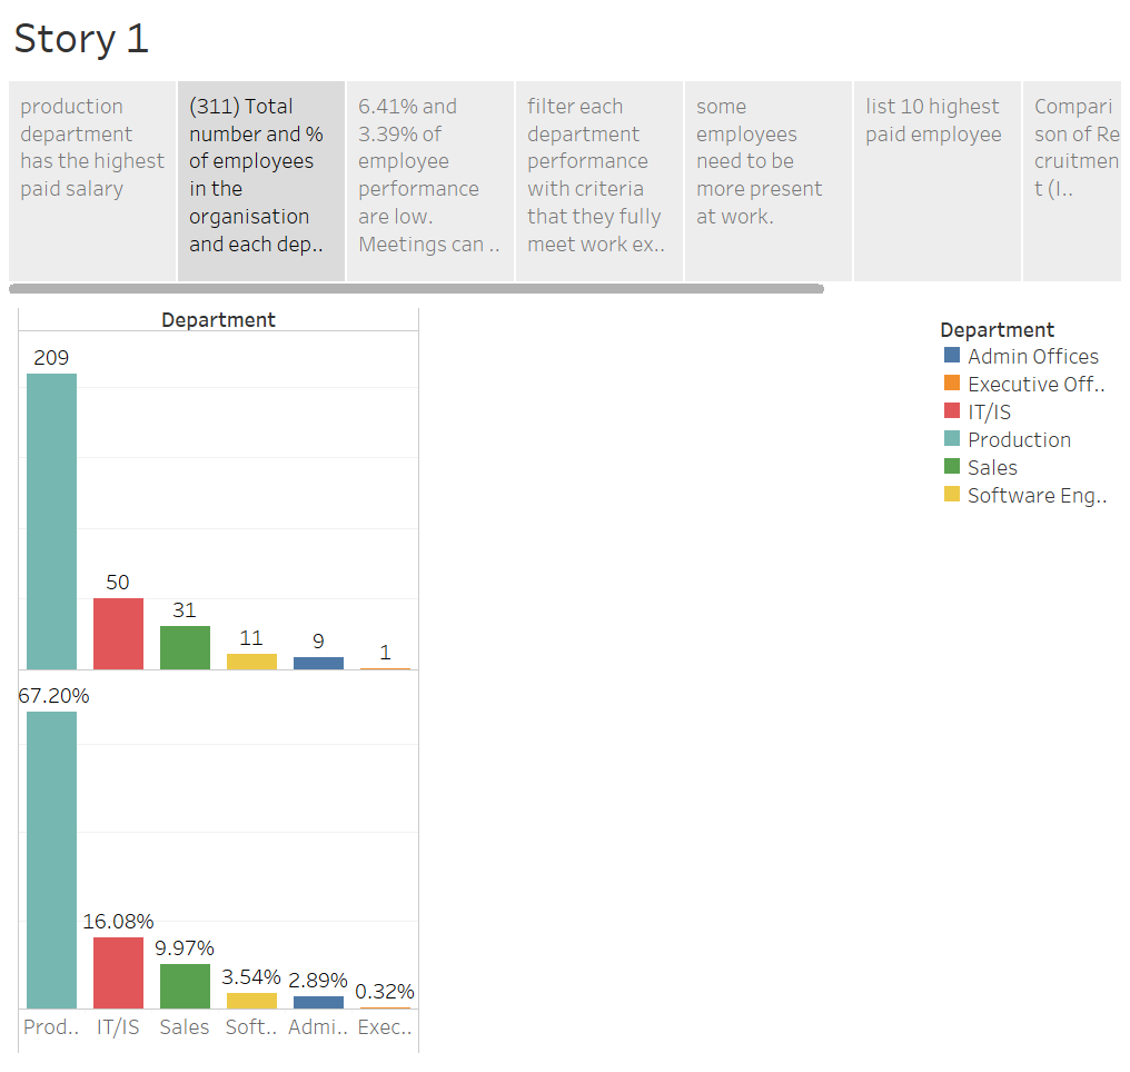 Story 1
production
department
has the highest
paid salary
(311) Total
number and %
of employees
in the
organisation
and each dep..
6.41% and
3.39% of
employee
performance
are low.
Meetings can ..
filter each
department
performance
with criteria
that they fully
meet work ex..
some
employees
need to be
more present
at work.
list 10 highest
paid employee
Compari
son of Re
cruitmen
t (I..
Department
209
50
31
11
9
1
67.20%
16.08%
9.97%
3.54%
2.89%
0.32%
Prod..
IT/IS
Sales
Soft..
Admi..
Exec..
Department
Admin Offices
Executive Off..
IT/IS
Production
Sales
Software Eng..